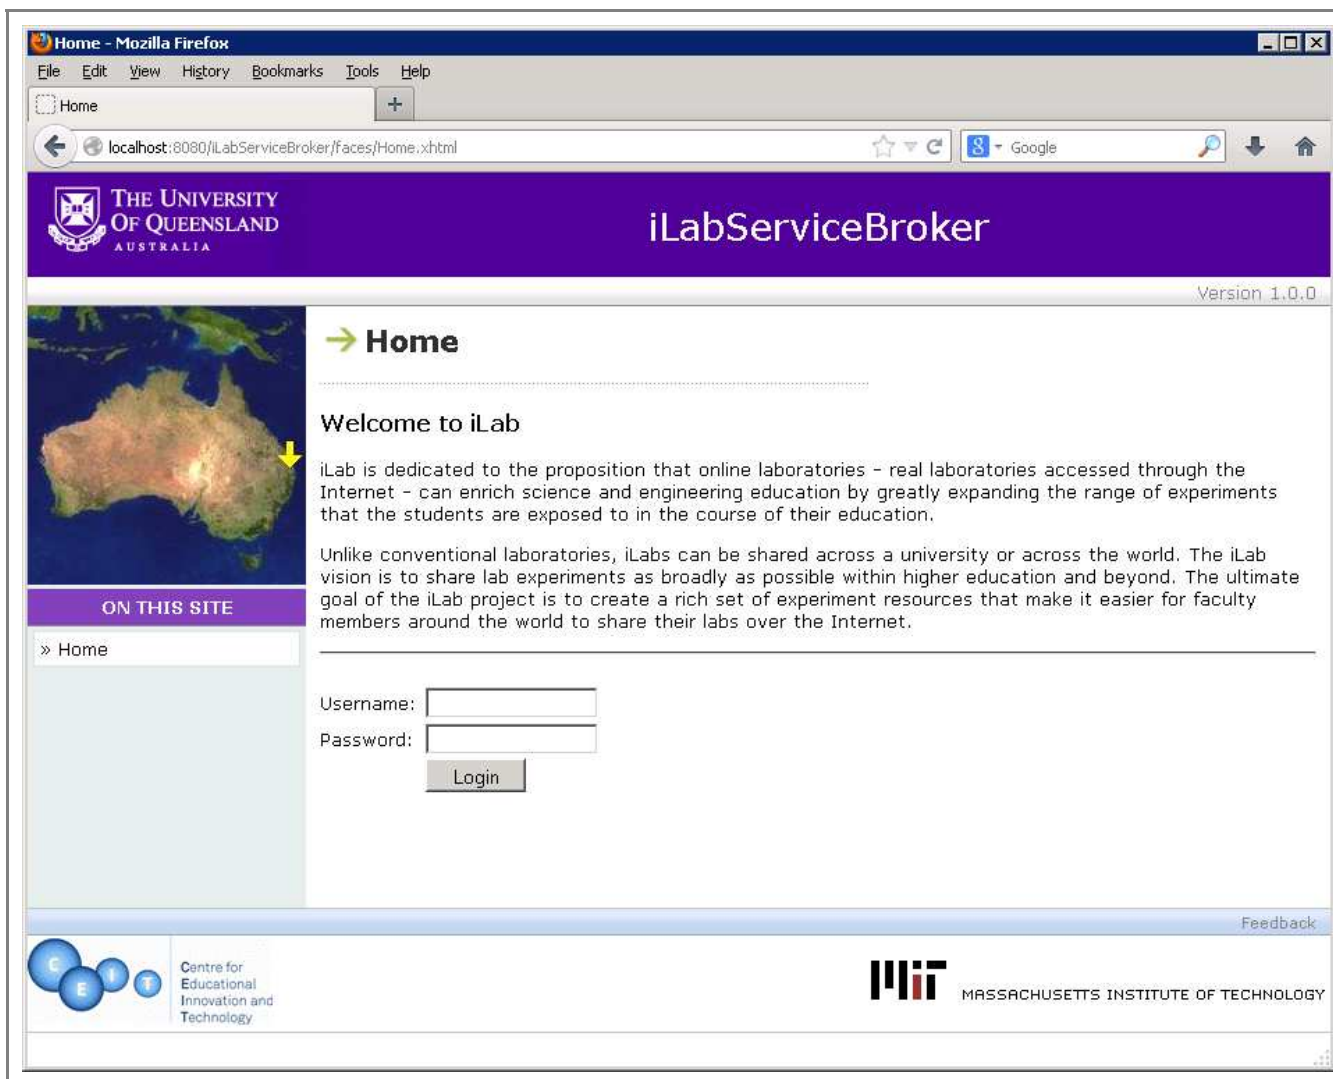 Home - Mozilla Firefox
File Edit View History Bookmarks Tools Help
Home
+
localhost:8080/iLabServiceBroker/faces/Home.xhtml
8 Google
THE UNIVERSITY
OF QUEENSLAND
AUSTRALIA
iLabServiceBroker
Version 1.0.0
Home
Welcome to iLab
iLab is dedicated to the proposition that online laboratories - real laboratories accessed through the
Internet - can enrich science and engineering education by greatly expanding the range of experiments
that the students are exposed to in the course of their education.
Unlike conventional laboratories, iLabs can be shared across a university or across the world. The iLab
vision is to share lab experiments as broadly as possible within higher education and beyond. The ultimate
goal of the iLab project is to create a rich set of experiment resources that make it easier for faculty
members around the world to share their labs over the Internet.
ON THIS SITE
» Home
Username:
Password:
Login
Feedback
C E I T
Centre for
Educational
Innovation and
Technology
MIT
MASSACHUSETTS INSTITUTE OF TECHNOLOGY